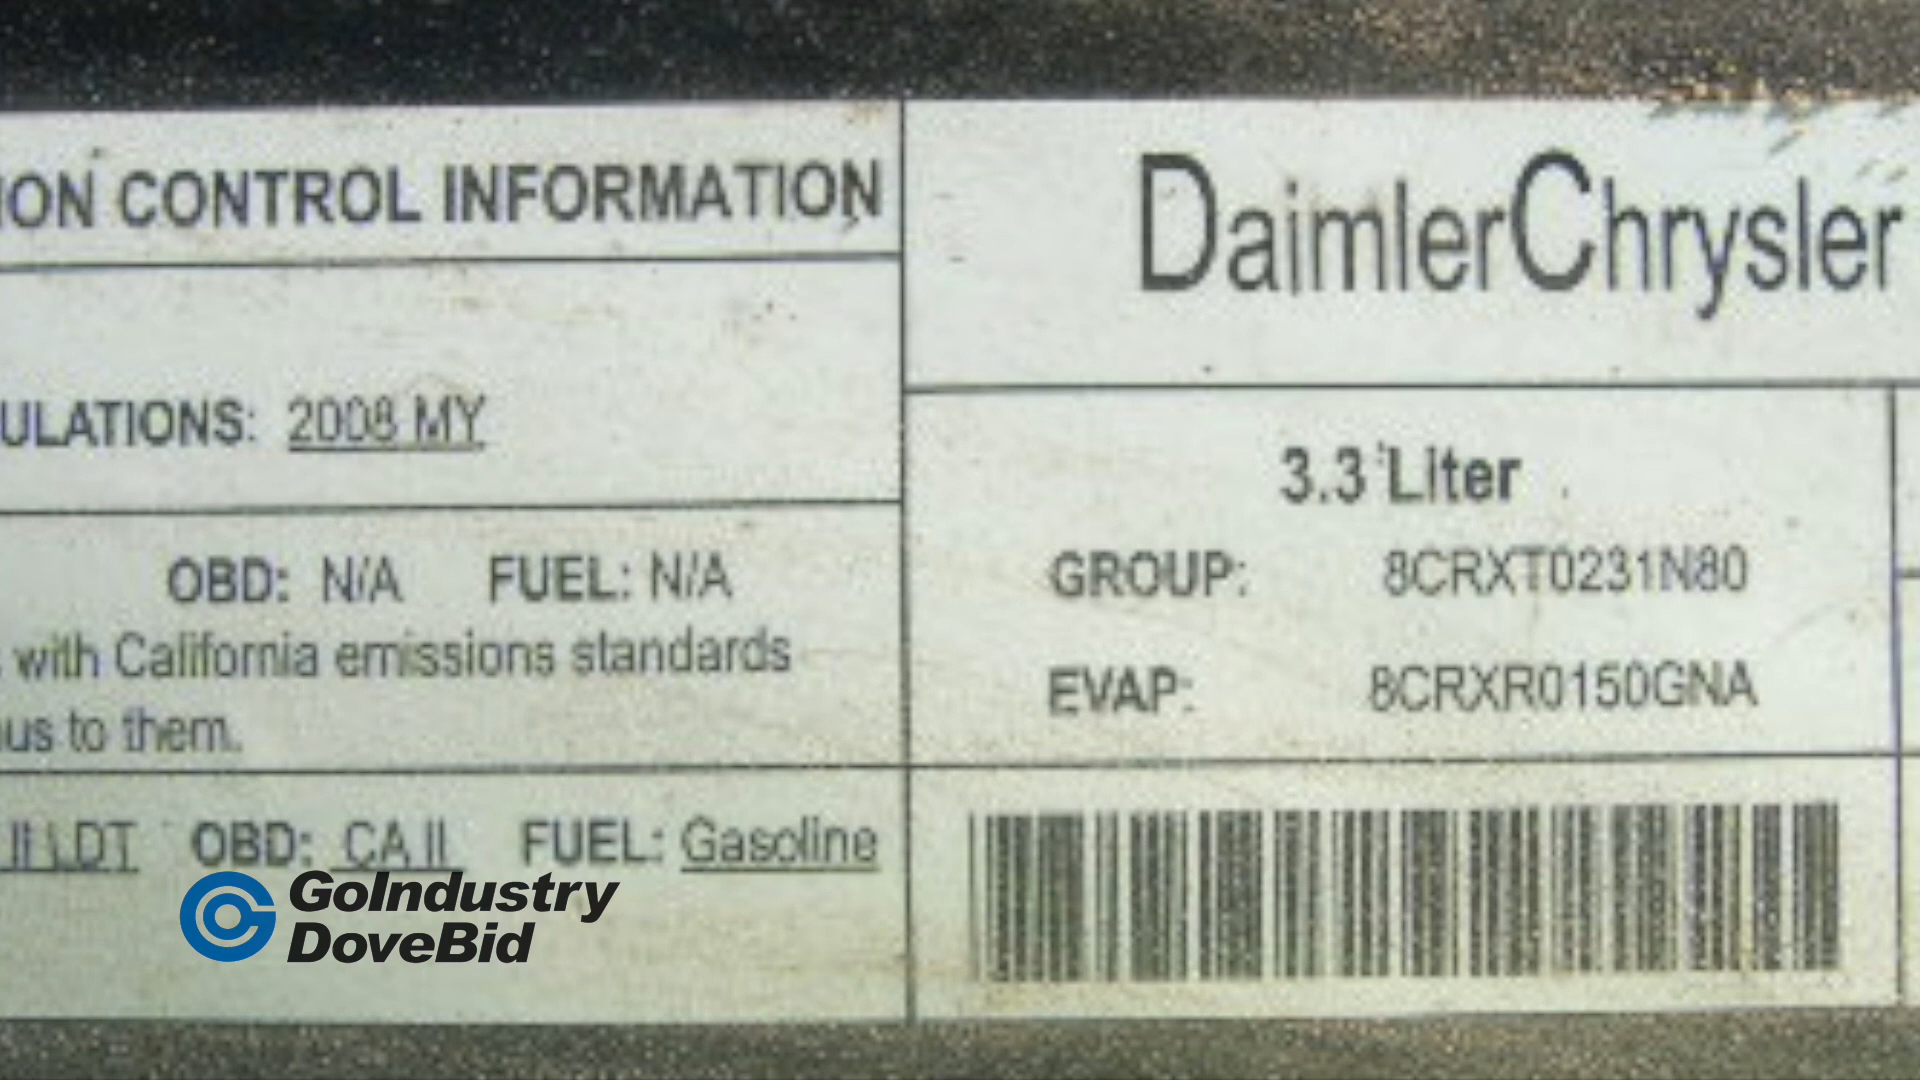 ION CONTROL INFORMATION
DaimlerChrysler
ULATIONS: 2008 MY
3.3 Liter
OBD: N/A FUEL: N/A
GROUP: 8CRXT0231N80
with California emissions standards
EVAP: 8CRXR0150GNA
us to them.
II LDT OBD: CA II FUEL: Gasoline
GoIndustry
DoveBid